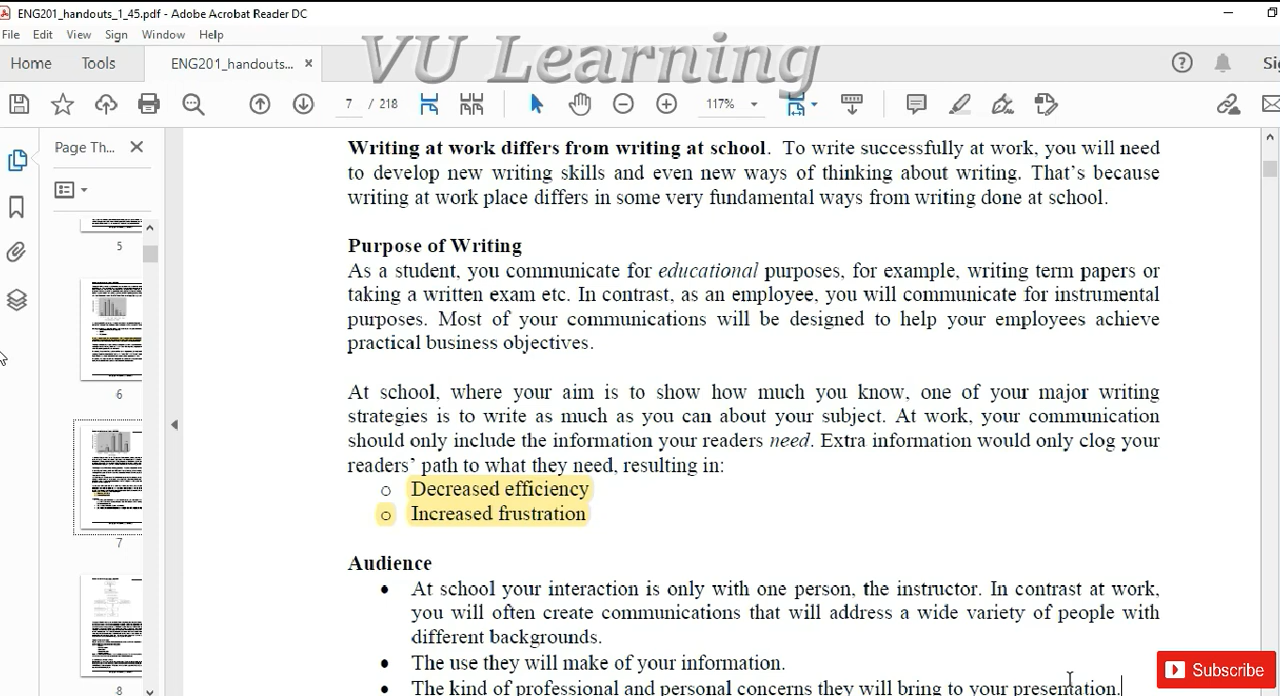 ENG201_handouts_1_45.pdf - Adobe Acrobat Reader DC
File Edit View Sign Window Help
Home Tools ENG201_handouts... ×
VU Learning
7 / 218 117%
Page Th...
5
6
7
8
Writing at work differs from writing at school. To write successfully at work, you will need
to develop new writing skills and even new ways of thinking about writing. That's because
writing at work place differs in some very fundamental ways from writing done at school.
Purpose of Writing
As a student, you communicate for educational purposes, for example, writing term papers or
taking a written exam etc. In contrast, as an employee, you will communicate for instrumental
purposes. Most of your communications will be designed to help your employees achieve
practical business objectives.
At school, where your aim is to show how much you know, one of your major writing
strategies is to write as much as you can about your subject. At work, your communication
should only include the information your readers need. Extra information would only clog your
readers' path to what they need, resulting in:
o Decreased efficiency
o Increased frustration
Audience
• At school your interaction is only with one person, the instructor. In contrast at work,
you will often create communications that will address a wide variety of people with
different backgrounds.
• The use they will make of your information.
• The kind of professional and personal concerns they will bring to your presentation.
Subscribe